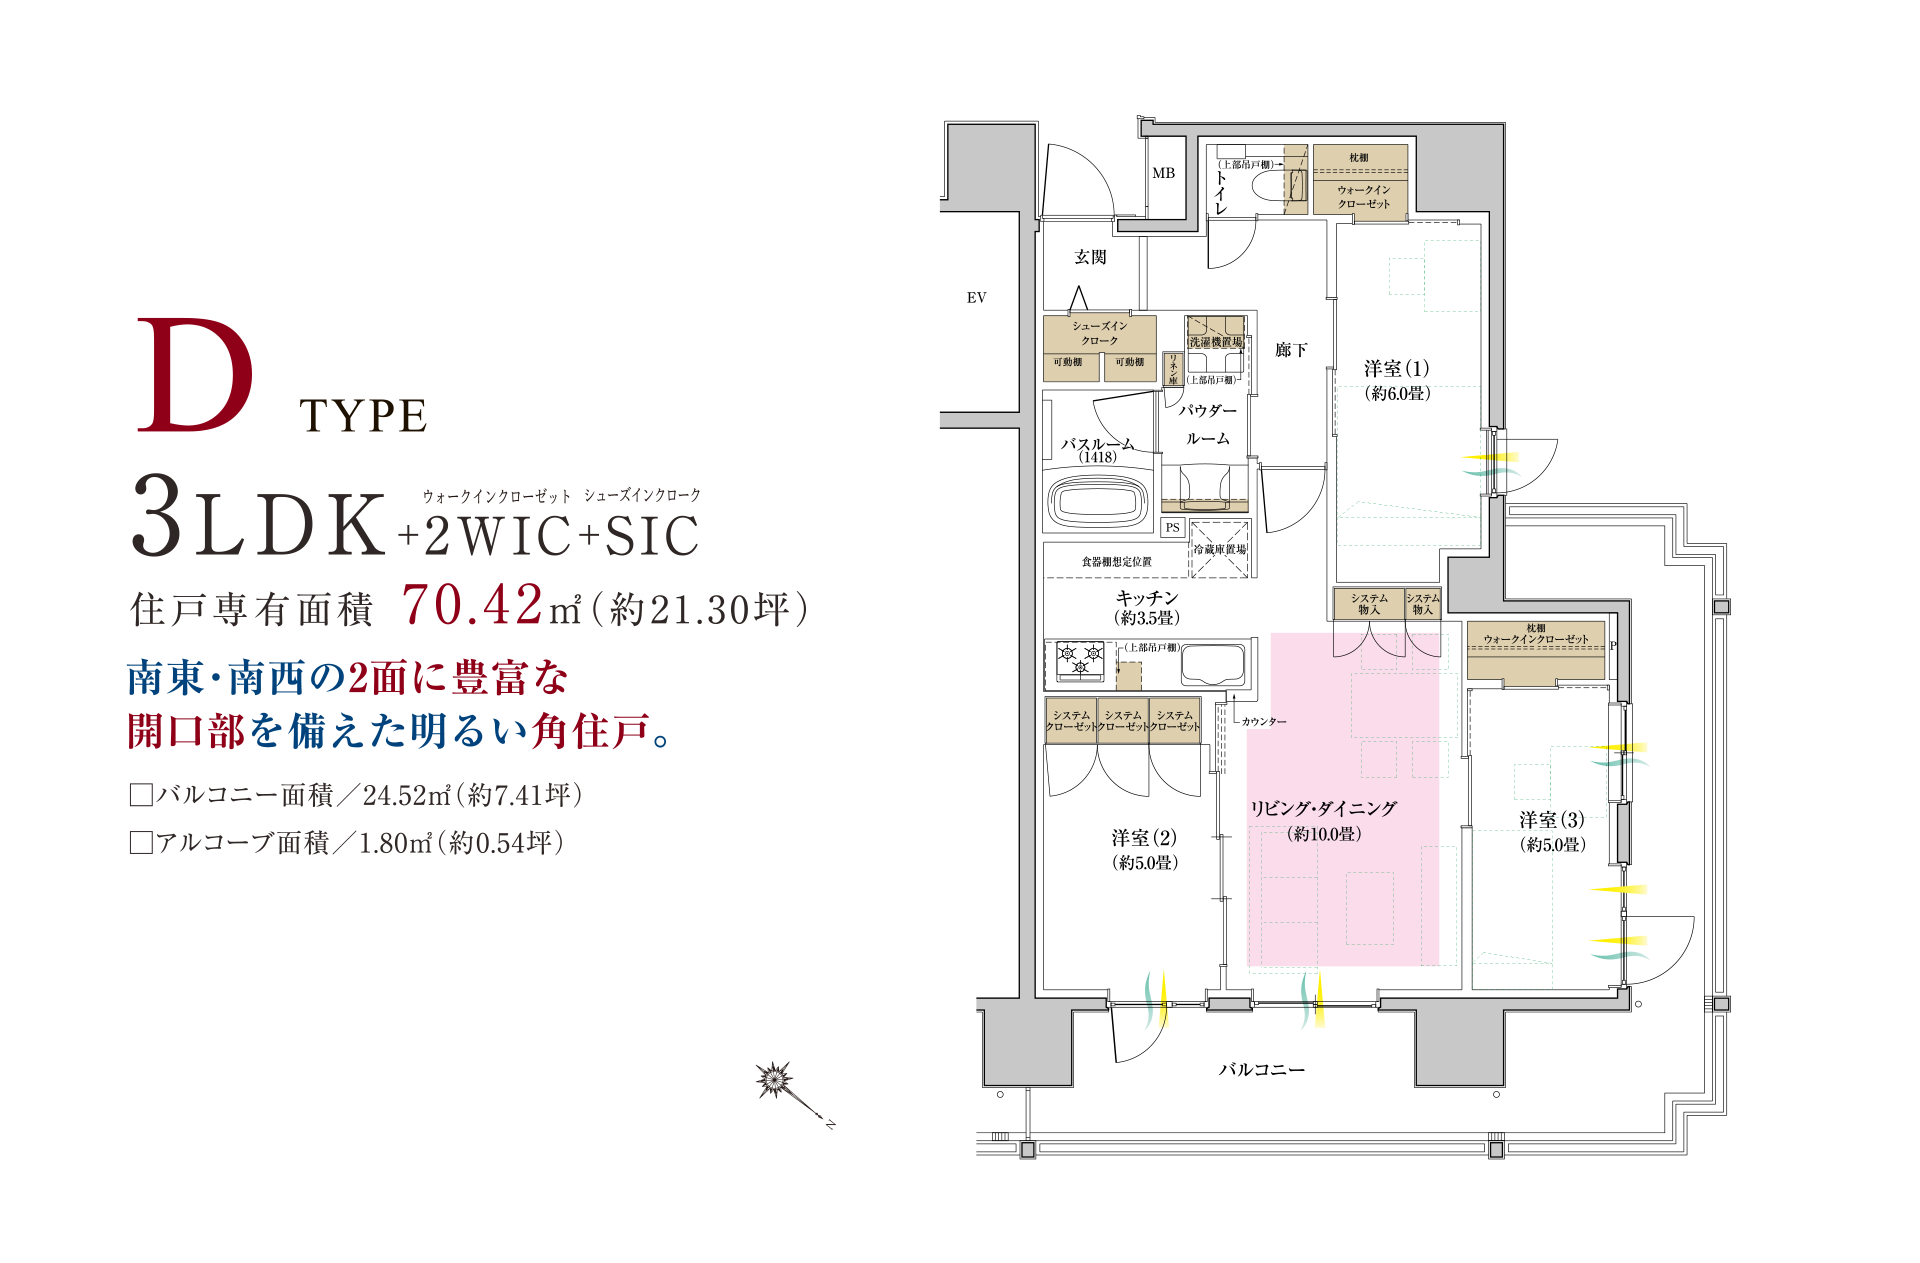 D TYPE
ウォークインクローゼット シューズインクローク
3LDK+2WIC+SIC
住戸専有面積 70.42㎡(約21.30坪)
南東・南西の2面に豊富な
開口部を備えた明るい角住戸。
□バルコニー面積／24.52㎡(約7.41坪)
□アルコーブ面積／1.80㎡(約0.54坪)
N
MB
(上部吊戸棚)
トイレ
枕棚
ウォークイン
クローゼット
玄関
EV
シューズイン
クローク
可動棚
可動棚
リネン庫
洗濯機置場
(上部吊戸棚)
廊下
洋室(1)
(約6.0畳)
パウダー
ルーム
バスルーム
(1418)
PS
冷蔵庫置場
食器棚想定位置
キッチン
(約3.5畳)
(上部吊戸棚)
システム
物入
システム
物入
枕棚
ウォークインクローゼット
P
システム
クローゼット
システム
クローゼット
システム
クローゼット
カウンター
リビング・ダイニング
(約10.0畳)
洋室(2)
(約5.0畳)
洋室(3)
(約5.0畳)
バルコニー